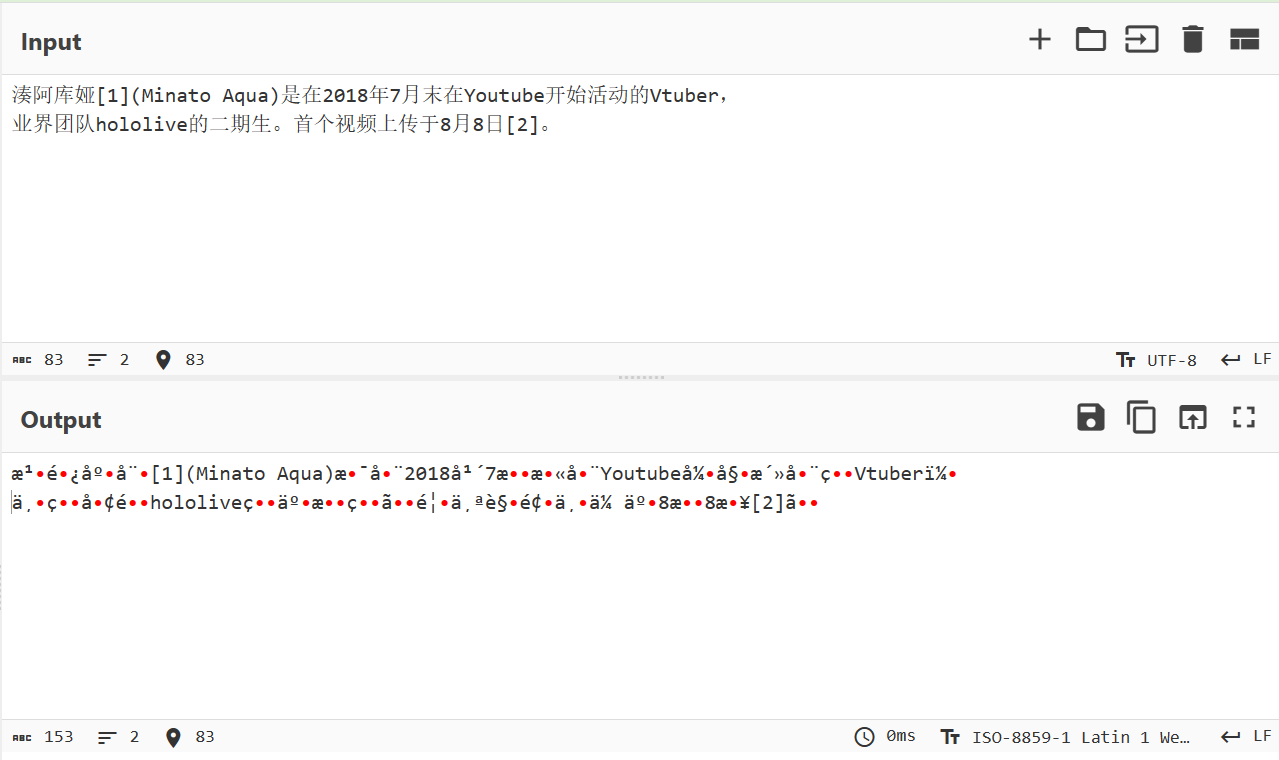 Input
湊阿库娅[1](Minato Aqua)是在2018年7月末在Youtube开始活动的Vtuber，
业界团队hololive的二期生。首个视频上传于8月8日[2]。
ABC 83 2 83
UTF-8 LF
Output
æ¹•é•¿åº•å¨•[1](Minato Aqua)æ•¯å•¨2018å¹´7æ••æ•«å•¨Youtubeå¼•å§•æ´»å•¨ç••Vtuberï¼•
ä¸•ç••å•¢é••hololiveç••äº•æ••ç••ã••é¦•ä¸ªè§•é¢•ä¸•ä¼ äº•8æ••8æ•¥[2]ã••
ABC 153 2 83
0ms ISO-8859-1 Latin 1 We… LF